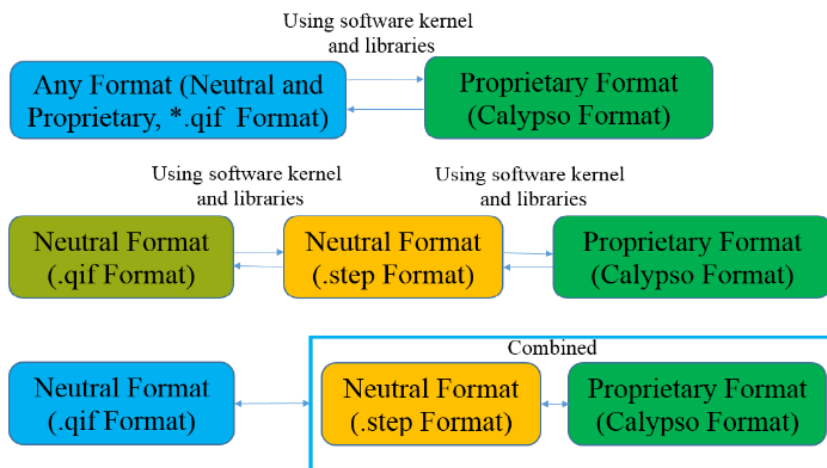 Using software kernel
and libraries
Any Format (Neutral and
Proprietary, *.qif Format)
Proprietary Format
(Calypso Format)
Using software kernel
and libraries
Using software kernel
and libraries
Neutral Format
(.qif Format)
Neutral Format
(.step Format)
Proprietary Format
(Calypso Format)
Combined
Neutral Format
(.qif Format)
Neutral Format
(.step Format)
Proprietary Format
(Calypso Format)